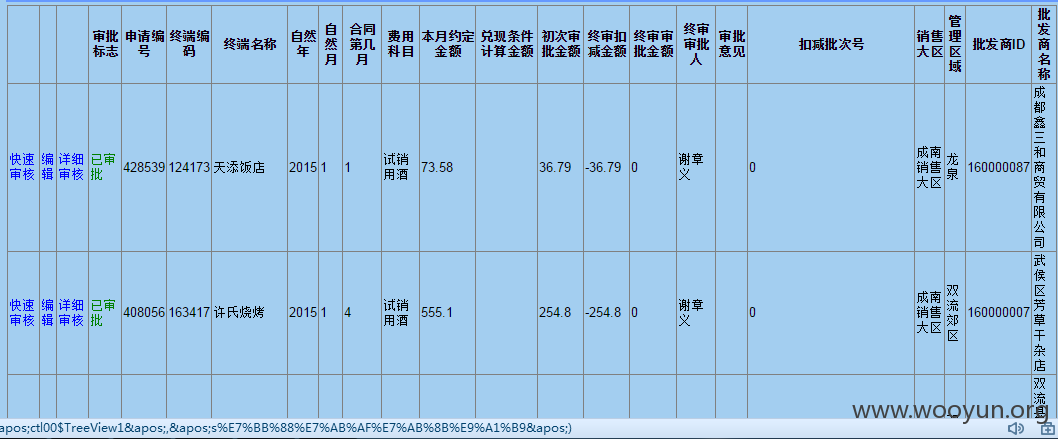 审批标志 申请编号 终端编码 终端名称 自然年 自然月 合同第几月 费用科目 本月约定金额 兑现条件计算金额 初次审批金额 终审扣减金额 终审审批金额 终审审批人 审批意见 扣减批次号 销售大区 管理区域 批发商ID 批发商名称
快速审核 编辑 详细审核 已审批 428539 124173 天添饭店 2015 1 1 试销用酒 73.58 36.79 -36.79 0 谢章义 0 成南销售大区 龙泉 160000087 成都鑫三和商贸有限公司
快速审核 编辑 详细审核 已审批 408056 163417 许氏烧烤 2015 1 4 试销用酒 555.1 254.8 -254.8 0 谢章义 0 成南销售大区 双流郊区 160000007 武侯区芳草干杂店
双流县
www.wooyun.org
apos;ctl00$TreeView1&apos;,&apos;s%E7%BB%88%E7%AB%AF%E7%AB%8B%E9%A1%B9&apos;)